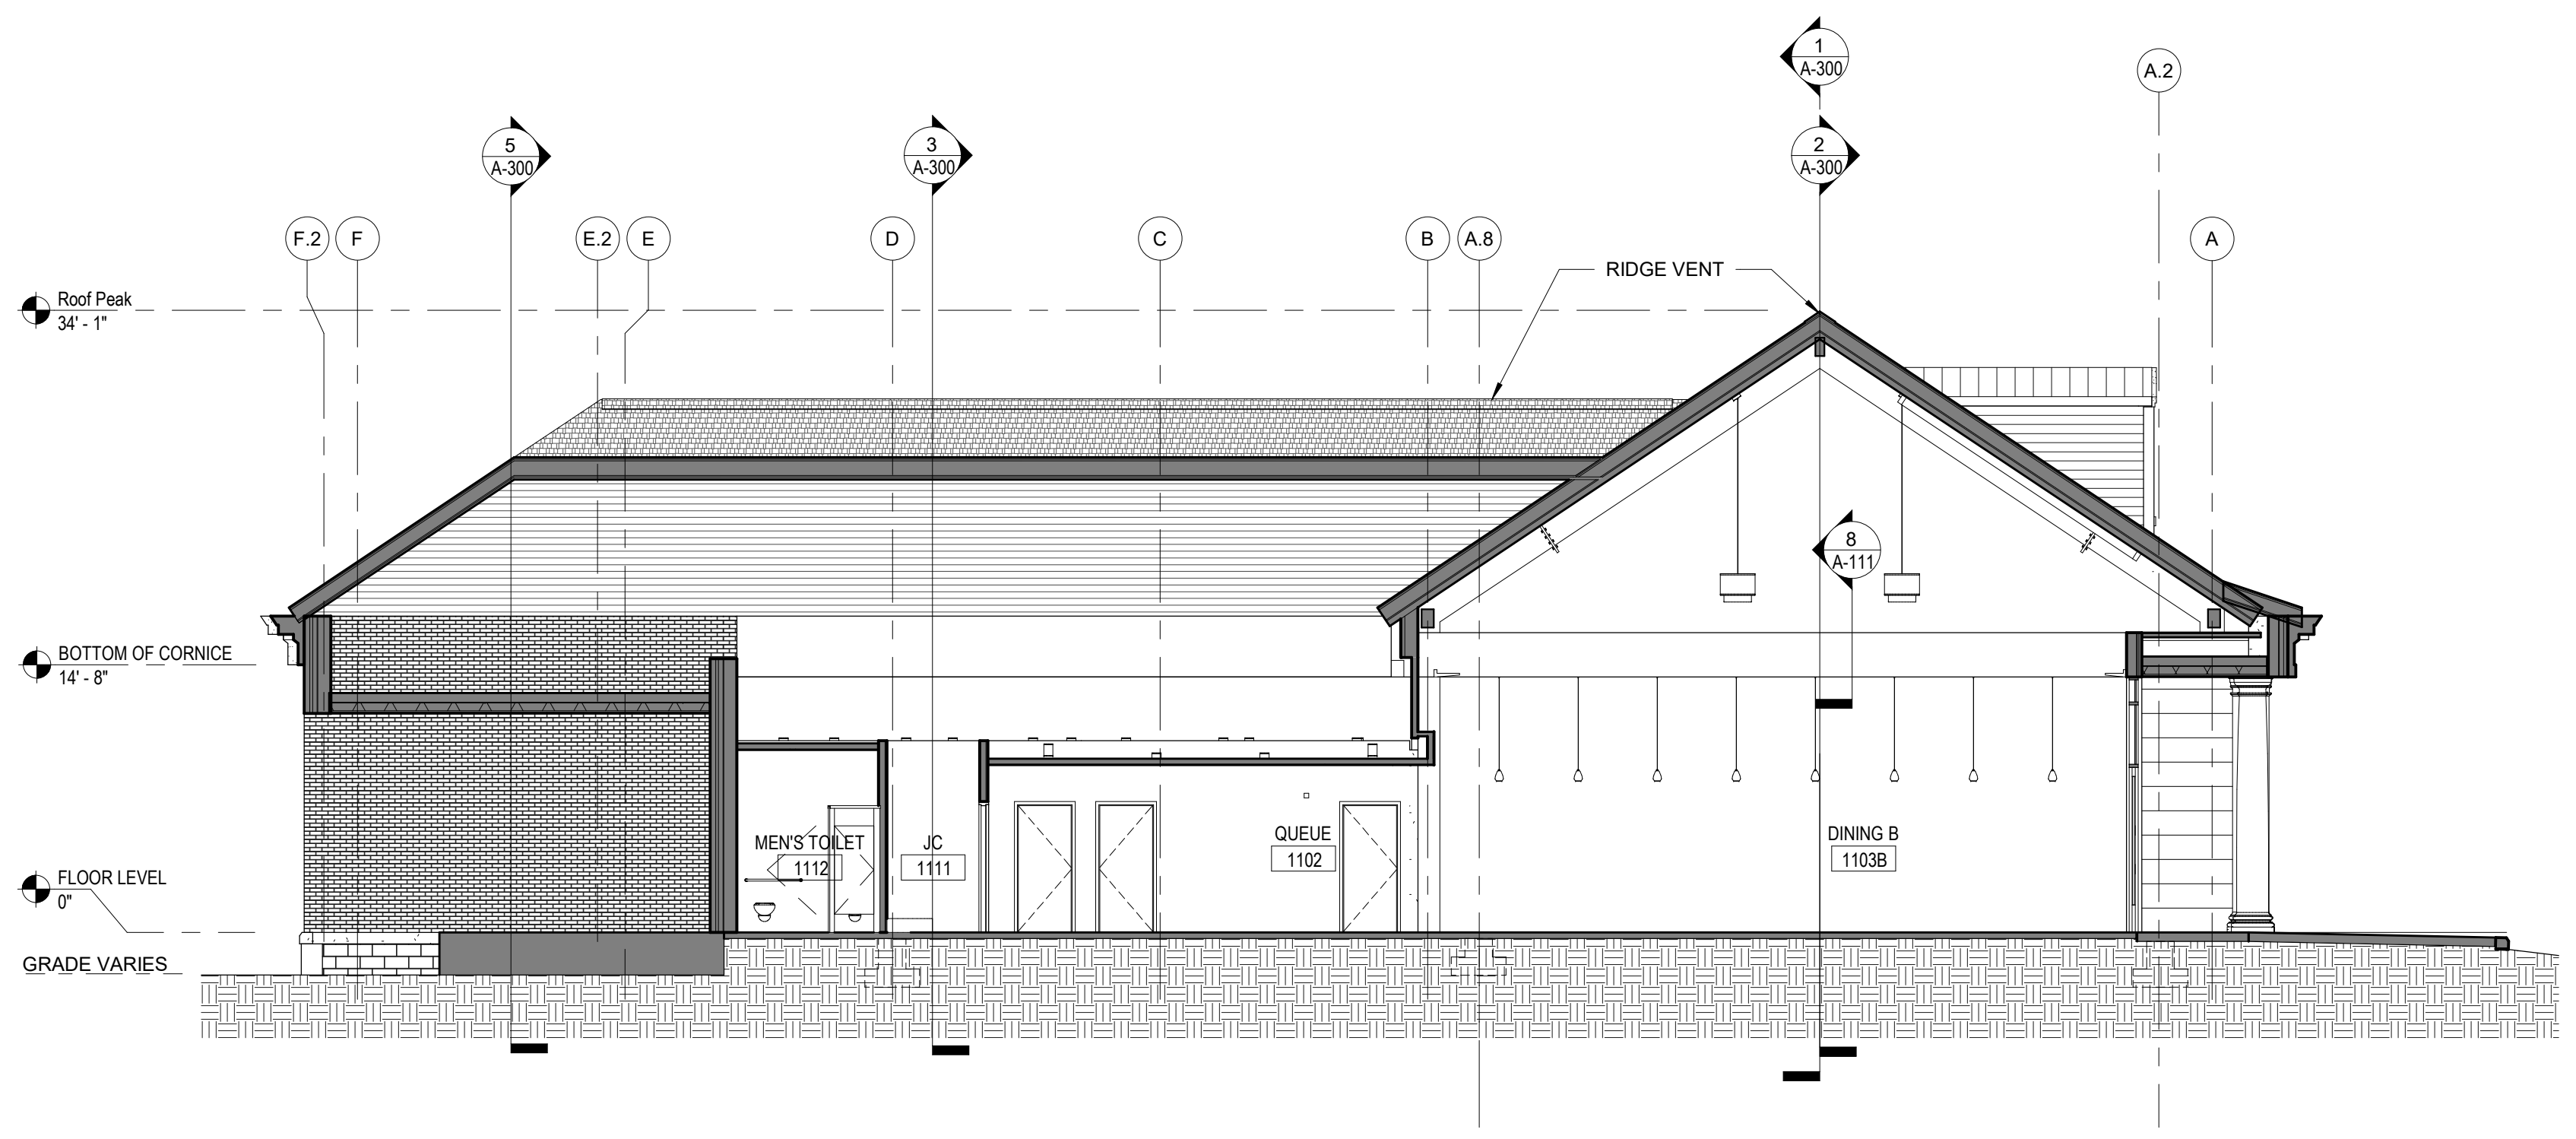 1
A-300
A.2
5
A-300
3
A-300
2
A-300
F.2
F
E.2
E
D
C
B
A.8
A
RIDGE VENT
Roof Peak
34' - 1"
8
A-111
BOTTOM OF CORNICE
14' - 8"
MEN'S TOILET
1112
JC
1111
QUEUE
1102
DINING B
1103B
FLOOR LEVEL
0"
GRADE VARIES